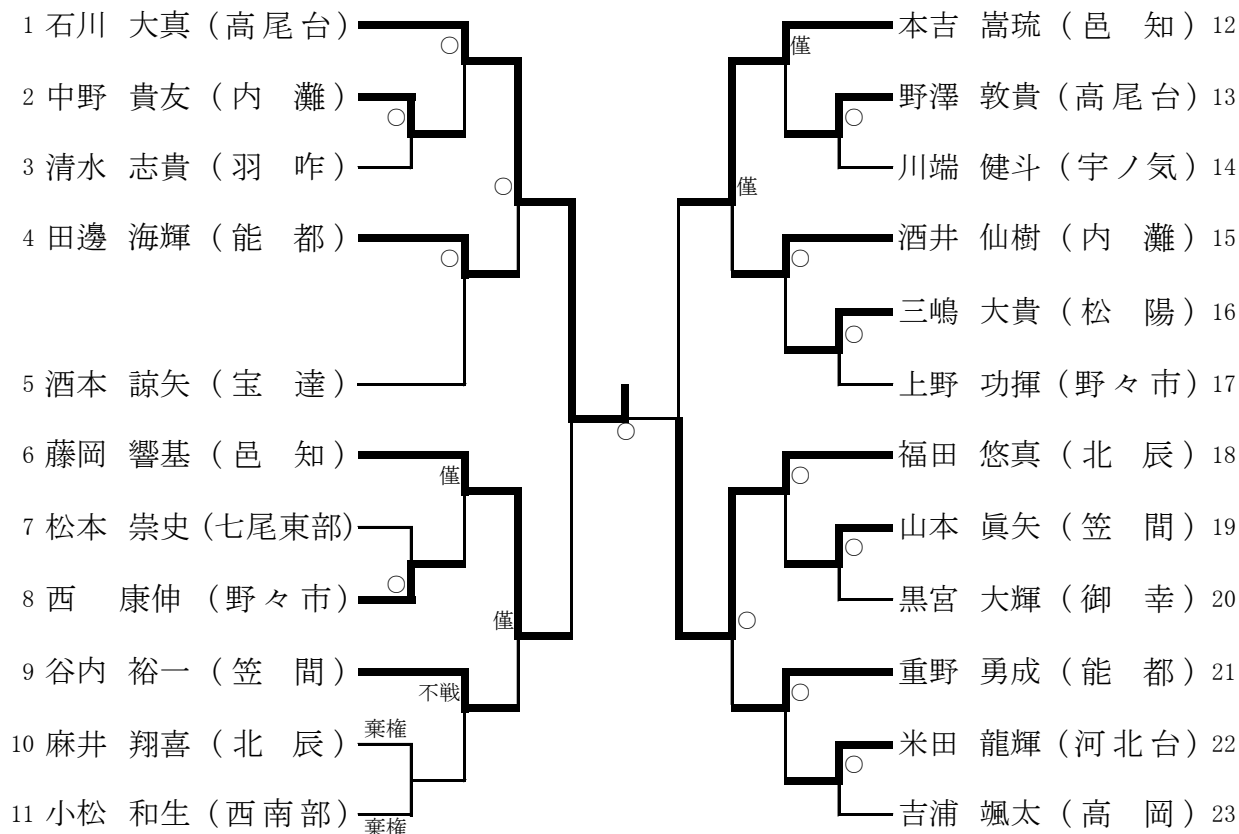 1 石川 大真 (高尾台)
○
2 中野 貴友 (内 灘)
○
3 清水 志貴 (羽 咋)
○
4 田邊 海輝 (能 都)
○
5 酒本 諒矢 (宝 達)
6 藤岡 響基 (邑 知)
僅
7 松本 崇史 (七尾東部)
○
8 西 康伸 (野々市)
僅
9 谷内 裕一 (笠 間)
不戦
棄権
10 麻井 翔喜 (北 辰)
11 小松 和生 (西南部)
棄権
○
本吉 嵩琉 (邑 知) 12
僅
野澤 敦貴 (高尾台) 13
○
川端 健斗 (宇ノ気) 14
僅
酒井 仙樹 (内 灘) 15
○
三嶋 大貴 (松 陽) 16
○
上野 功揮 (野々市) 17
福田 悠真 (北 辰) 18
○
山本 眞矢 (笠 間) 19
○
黒宮 大輝 (御 幸) 20
○
重野 勇成 (能 都) 21
○
米田 龍輝 (河北台) 22
○
吉浦 颯太 (高 岡) 23